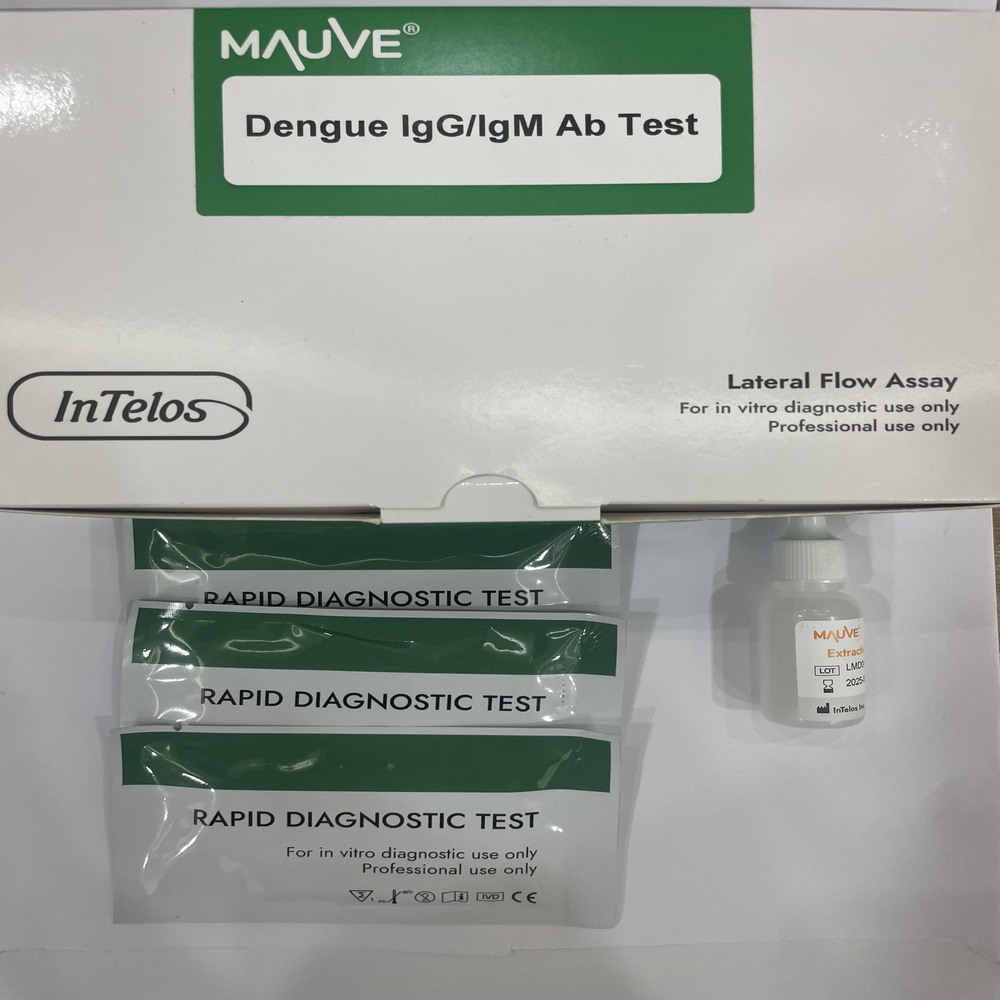 MAUVE®
Dengue IgG/IgM Ab Test
InTelos
Lateral Flow Assay
For in vitro diagnostic use only
Professional use only
RAPID DIAGNOSTIC TEST
RAPID DIAGNOSTIC TEST
RAPID DIAGNOSTIC TEST
For in vitro diagnostic use only
Professional use only
IVD CE
MAUVE™
LOT
InTelos